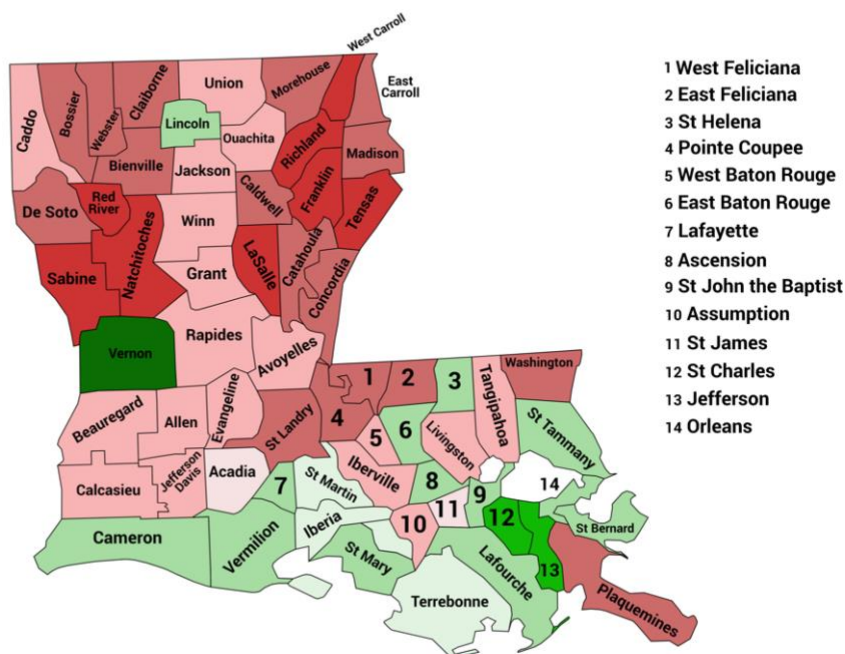 West Carroll
Union
Morehouse
East
Carroll
Claiborne
Caddo
Bossier
Webster
Lincoln
Ouachita
Richland
Madison
Bienville
Jackson
Franklin
Caldwell
Tensas
De Soto
Red
River
Winn
Natchitoches
LaSalle
Catahoula
Sabine
Grant
Concordia
Vernon
Rapides
Avoyelles
Washington
1
2
3
Tangipahoa
Beauregard
Allen
Evangeline
St Landry
4
5
6
Livingston
St Tammany
Calcasieu
Jefferson
Davis
Acadia
7
St Martin
Iberville
8
9
14
Cameron
Vermilion
Iberia
10
11
12
St Bernard
St Mary
Lafourche
13
Terrebonne
Plaquemines
1 West Feliciana
2 East Feliciana
3 St Helena
4 Pointe Coupee
5 West Baton Rouge
6 East Baton Rouge
7 Lafayette
8 Ascension
9 St John the Baptist
10 Assumption
11 St James
12 St Charles
13 Jefferson
14 Orleans